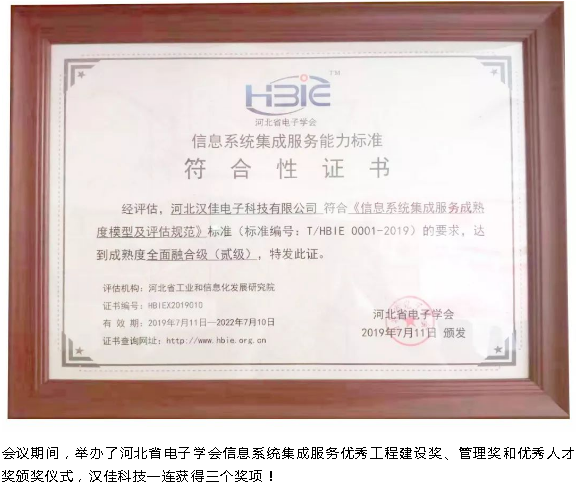 HBIE TM
河北省电子学会
信息系统集成服务能力标准
符合性证书
经评估，河北汉佳电子科技有限公司 符合《信息系统集成服务成熟
度模型及评估规范》标准（标准编号：T/HBIE 0001-2019）的要求，达
到成熟度全面融合级（贰级），特发此证。
评估机构：河北省工业和信息化发展研究院
证书编号：HBIEX2019010
有 效 期：2019年7月11日—2022年7月10日
证书查询网址：http://www.hbie.org.cn
河北省电子学会
2019年7月11日 颁发
会议期间，举办了河北省电子学会信息系统集成服务优秀工程建设奖、管理奖和优秀人才
奖颁奖仪式，汉佳科技一连获得三个奖项！